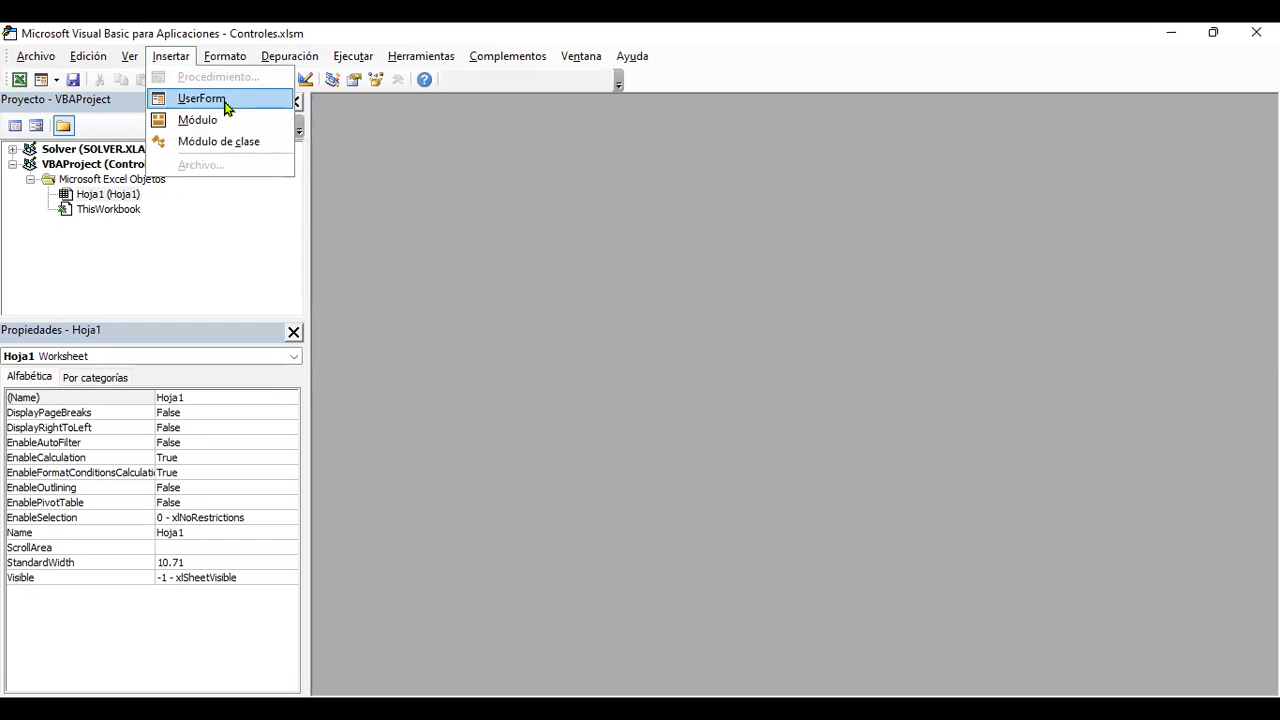 Microsoft Visual Basic para Aplicaciones - Controles.xlsm
Archivo Edición Ver Insertar Formato Depuración Ejecutar Herramientas Complementos Ventana Ayuda
Procedimiento...
UserForm
Módulo
Módulo de clase
Archivo...
Proyecto - VBAProject
Solver (SOLVER.XLA
VBAProject (Contro
Microsoft Excel Objetos
Hoja1 (Hoja1)
ThisWorkbook
Propiedades - Hoja1
Hoja1 Worksheet
Alfabética Por categorías
(Name) Hoja1
DisplayPageBreaks False
DisplayRightToLeft False
EnableAutoFilter False
EnableCalculation True
EnableFormatConditionsCalculati True
EnableOutlining False
EnablePivotTable False
EnableSelection 0 - xlNoRestrictions
Name Hoja1
ScrollArea
StandardWidth 10.71
Visible -1 - xlSheetVisible